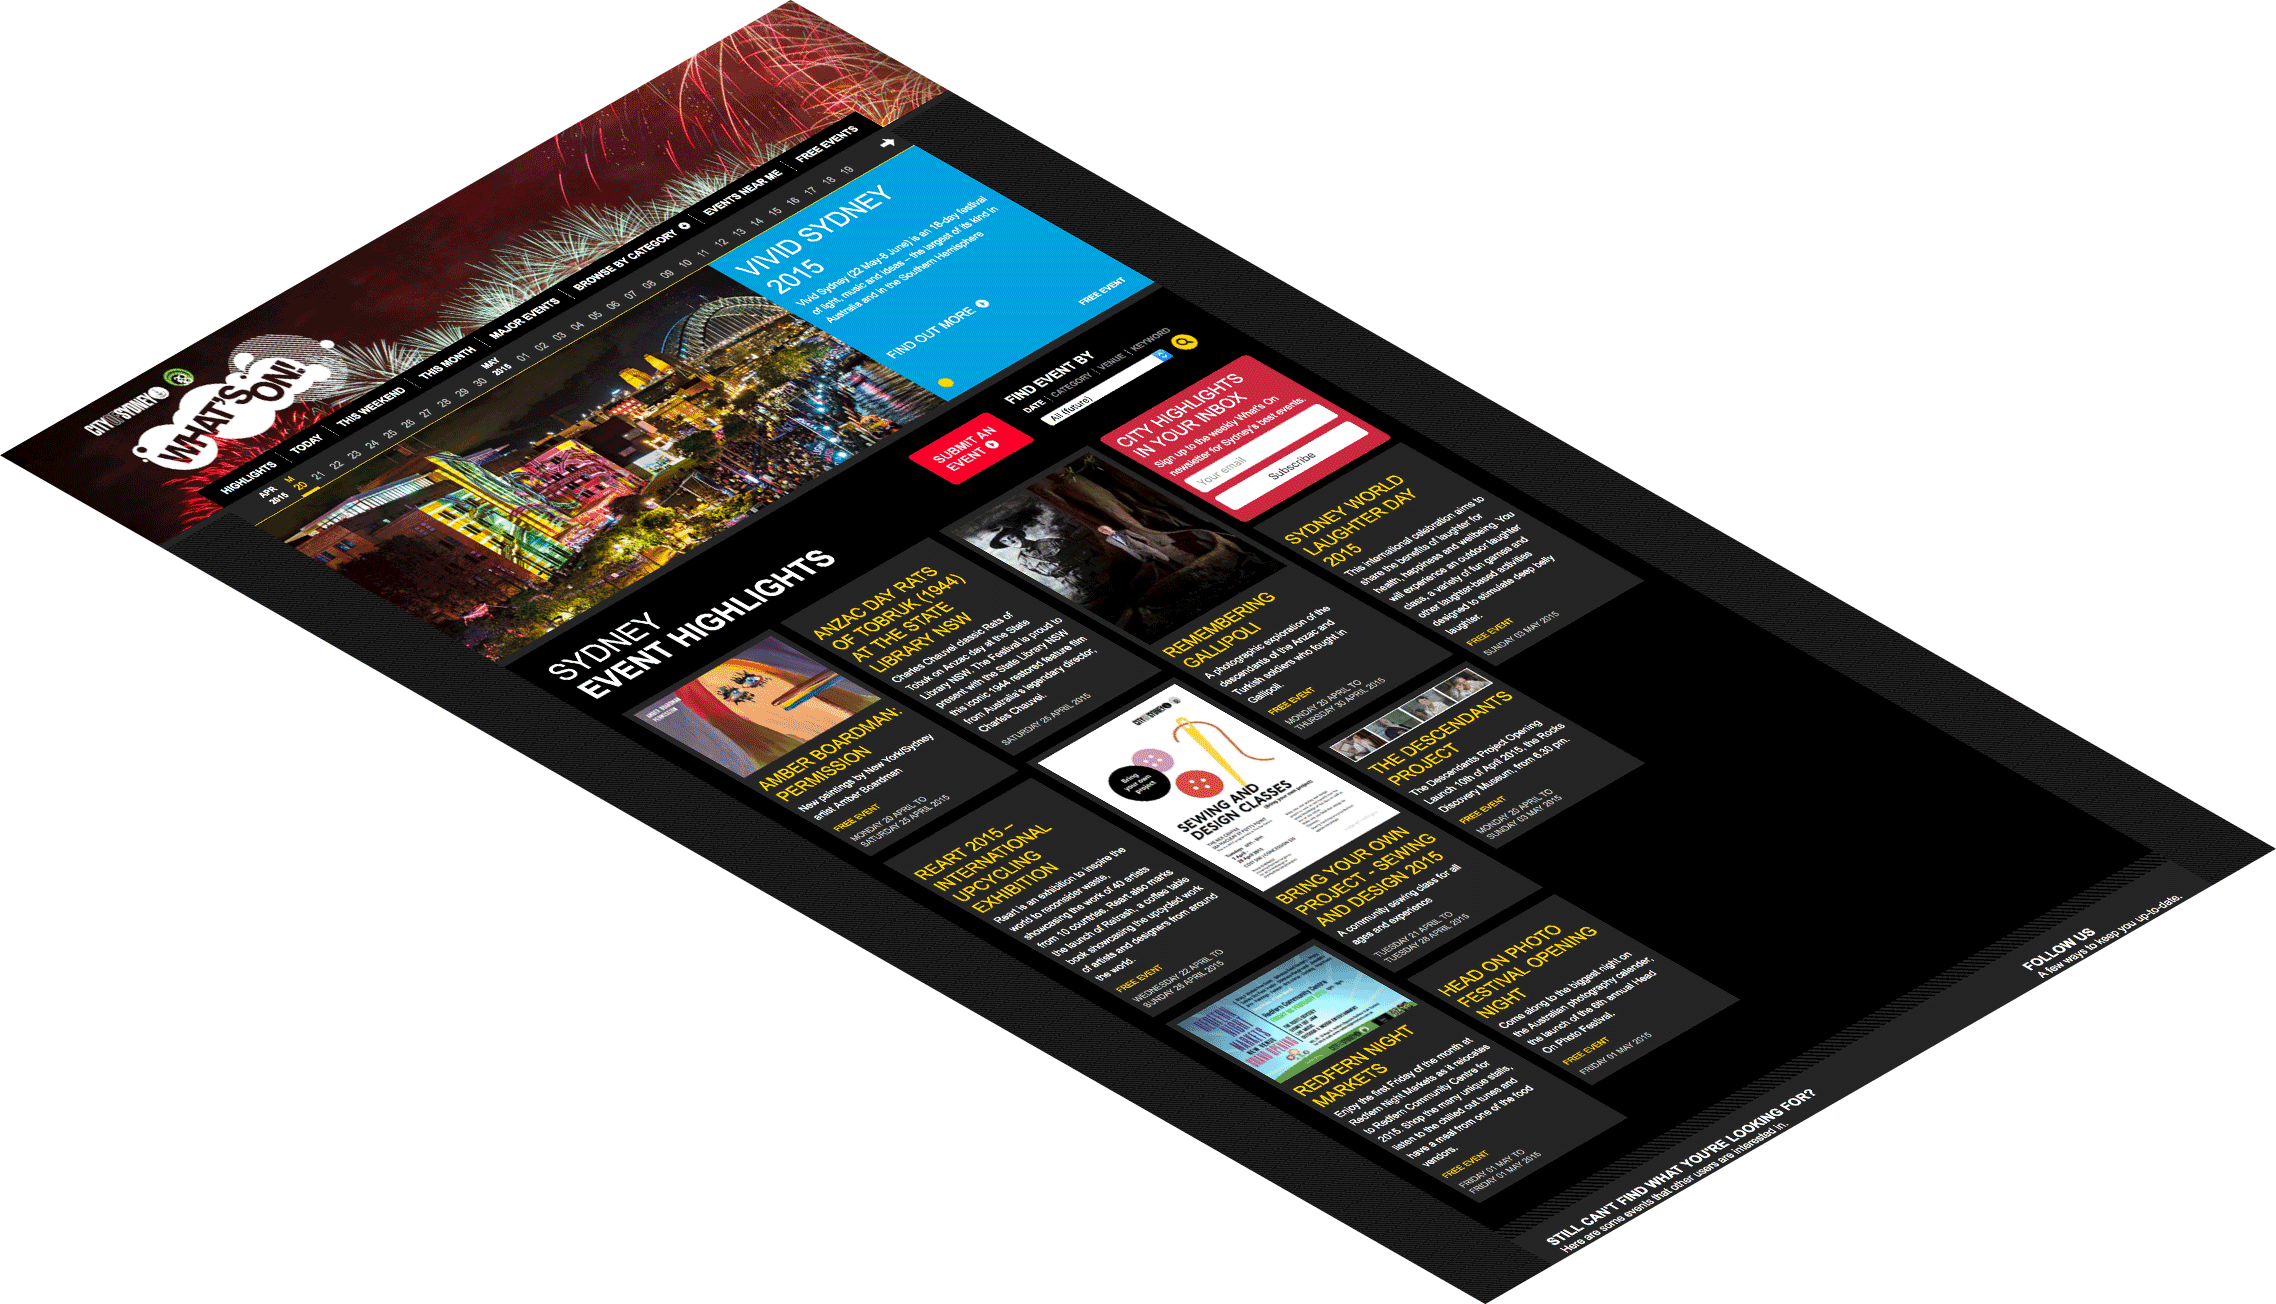 CITY OF SYDNEY
WHAT'S ON!
HIGHLIGHTS
TODAY
THIS WEEKEND
THIS MONTH
MAJOR EVENTS
BROWSE BY CATEGORY
EVENTS NEAR ME
FREE EVENTS
APR 2015
M
20 21 22 23 24 25 26 27 28 29 30
MAY 2015
01 02 03 04 05 06 07 08 09 10 11 12 13 14 15 16 17 18 19
VIVID SYDNEY
2015
Vivid Sydney (22 May-8 June) is an 18-day festival
of light, music and ideas – the largest of its kind in
Australia and in the Southern Hemisphere
FIND OUT MORE
FREE EVENT
SUBMIT AN
EVENT
FIND EVENT BY
DATE | CATEGORY | VENUE | KEYWORD
All (future)
CITY HIGHLIGHTS
IN YOUR INBOX
Sign up to the weekly What's On
newsletter for Sydney's best events.
Your email
Subscribe
SYDNEY
EVENT HIGHLIGHTS
AMBER BOARDMAN:
PERMISSION
New paintings by New York/Sydney
artist Amber Boardman
FREE EVENT
MONDAY 20 APRIL TO
SATURDAY 25 APRIL 2015
ANZAC DAY RATS
OF TOBRUK (1944)
AT THE STATE
LIBRARY NSW
Charles Chauvel classic Rats of
Tobuk on Anzac day at the State
Library NSW. The Festival is proud to
present with the State Library NSW
this iconic 1944 restored feature film
from Australia's legendary director,
Charles Chauvel.
SATURDAY 25 APRIL 2015
REMEMBERING
GALLIPOLI
A photographic exploration of the
descendants of the Anzac and
Turkish soldiers who fought in
Gallipoli.
FREE EVENT
MONDAY 20 APRIL TO
THURSDAY 30 APRIL 2015
SYDNEY WORLD
LAUGHTER DAY
2015
This international celebration aims to
share the benefits of laughter for
health, happiness and wellbeing. You
will experience an outdoor laughter
class, a variety of fun games and
other laughter-based activities
designed to stimulate deep belly
laughter.
FREE EVENT
SUNDAY 03 MAY 2015
REART 2015 –
INTERNATIONAL
UPCYCLING
EXHIBITION
Reart is an exhibition to inspire the
world to reconsider waste,
showcasing the work of 40 artists
from 10 countries. Reart also marks
the launch of Retrash, a coffee table
book showcasing the upcycled work
of artists and designers from around
the world.
FREE EVENT
WEDNESDAY 22 APRIL TO
SUNDAY 26 APRIL 2015
CITY OF SYDNEY
Bring
your own
project
SEWING AND
DESIGN CLASSES
(Bring your own project)
BRING YOUR OWN
PROJECT - SEWING
AND DESIGN 2015
A community sewing class for all
ages and experience
TUESDAY 21 APRIL TO
TUESDAY 28 APRIL 2015
THE DESCENDANTS
PROJECT
The Descendants Project Opening
Launch 10th of April 2015, the Rocks
Discovery Museum, from 6.30 pm.
FREE EVENT
MONDAY 20 APRIL TO
SUNDAY 03 MAY 2015
REDFERN
NIGHT
MARKETS
NEW VENUE
GRAND OPENING
Redfern Community Centre
REDFERN NIGHT
MARKETS
Enjoy the first Friday of the month at
Redfern Night Markets as it relocates
to Redfern Community Centre for
2015. Shop the many unique stalls,
listen to the chilled out tunes and
have a meal from one of the food
vendors.
FREE EVENT
FRIDAY 01 MAY TO
FRIDAY 01 MAY 2015
HEAD ON PHOTO
FESTIVAL OPENING
NIGHT
Come along to the biggest night on
the Australian photography calender,
the launch of the 6th annual Head
On Photo Festival.
FREE EVENT
FRIDAY 01 MAY 2015
STILL CAN'T FIND WHAT YOU'RE LOOKING FOR?
Here are some events that other users are interested in.
FOLLOW US
A few ways to keep you up-to-date.